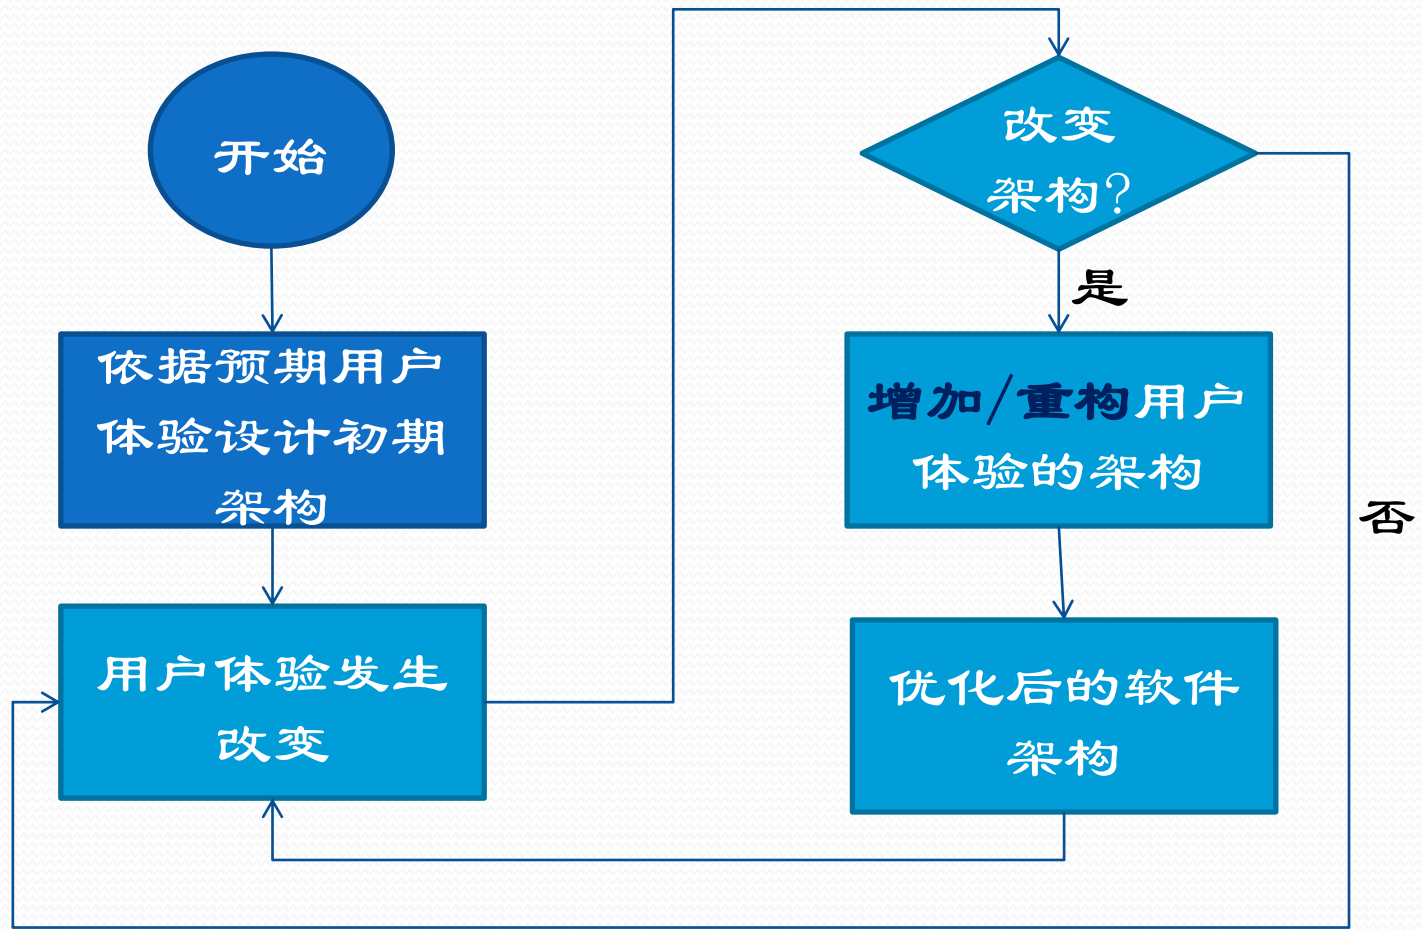 开始
依据预期用户
体验设计初期
架构
用户体验发生
改变
改变
架构?
是
增加/重构用户
体验的架构
否
优化后的软件
架构